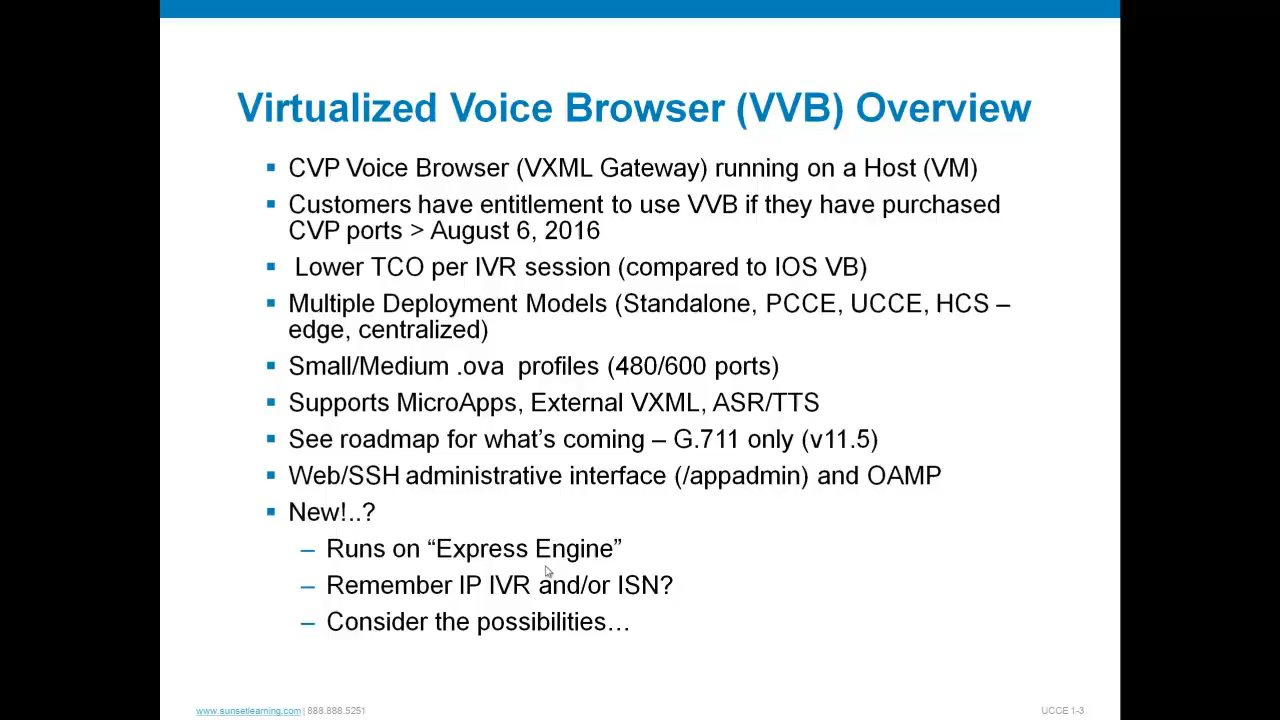 Virtualized Voice Browser (VVB) Overview
▪ CVP Voice Browser (VXML Gateway) running on a Host (VM)
▪ Customers have entitlement to use VVB if they have purchased
CVP ports > August 6, 2016
▪ Lower TCO per IVR session (compared to IOS VB)
▪ Multiple Deployment Models (Standalone, PCCE, UCCE, HCS –
edge, centralized)
▪ Small/Medium .ova profiles (480/600 ports)
▪ Supports MicroApps, External VXML, ASR/TTS
▪ See roadmap for what’s coming – G.711 only (v11.5)
▪ Web/SSH administrative interface (/appadmin) and OAMP
▪ New!..?
– Runs on “Express Engine”
– Remember IP IVR and/or ISN?
– Consider the possibilities…
www.sunsetlearning.com | 888.888.5251
UCCE 1-3